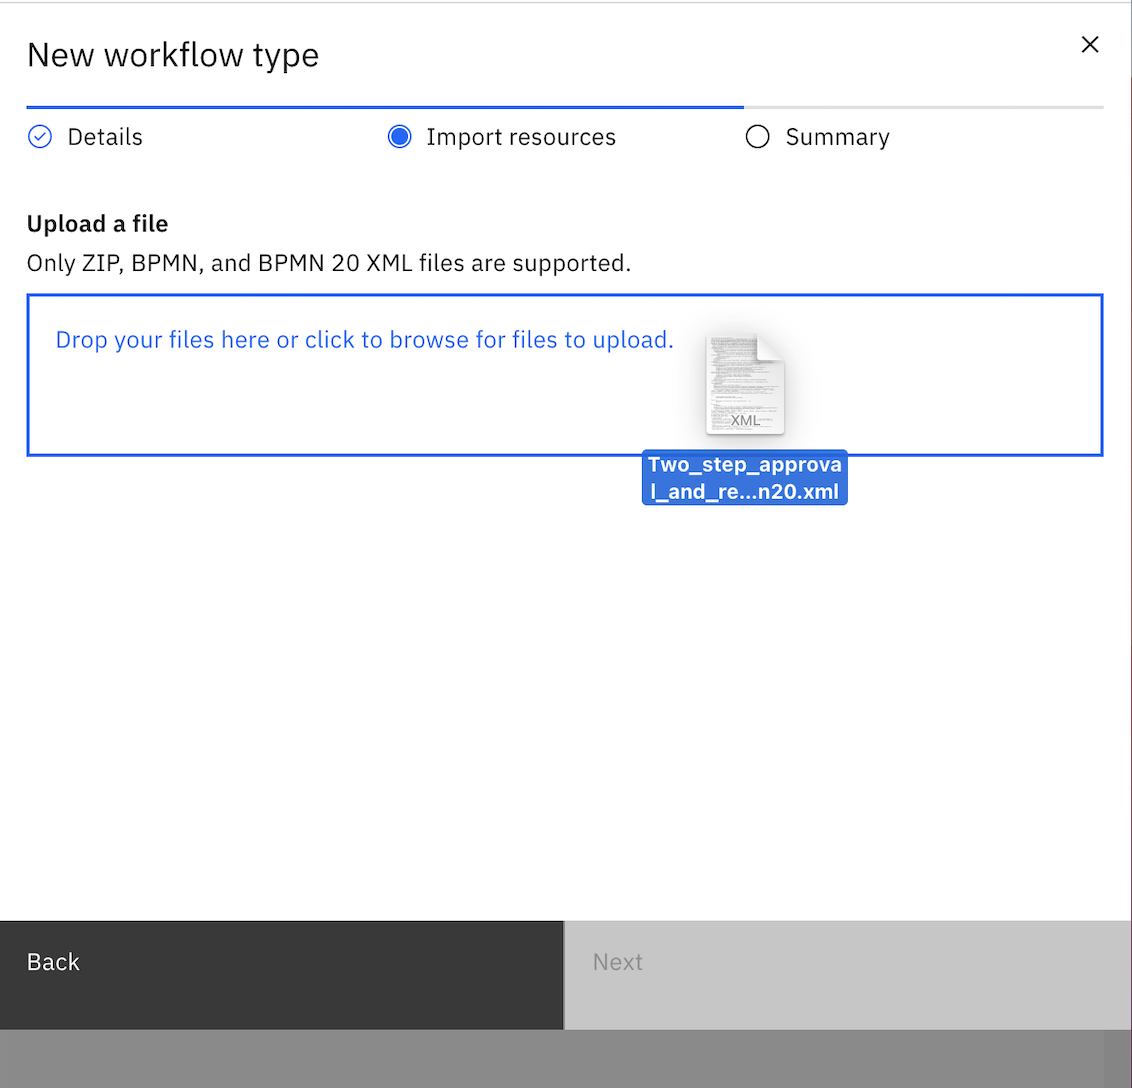 New workflow type
Details
Import resources
Summary
Upload a file
Only ZIP, BPMN, and BPMN 20 XML files are supported.
Drop your files here or click to browse for files to upload.
XML
Two_step_approva
l_and_re...n20.xml
Back
Next